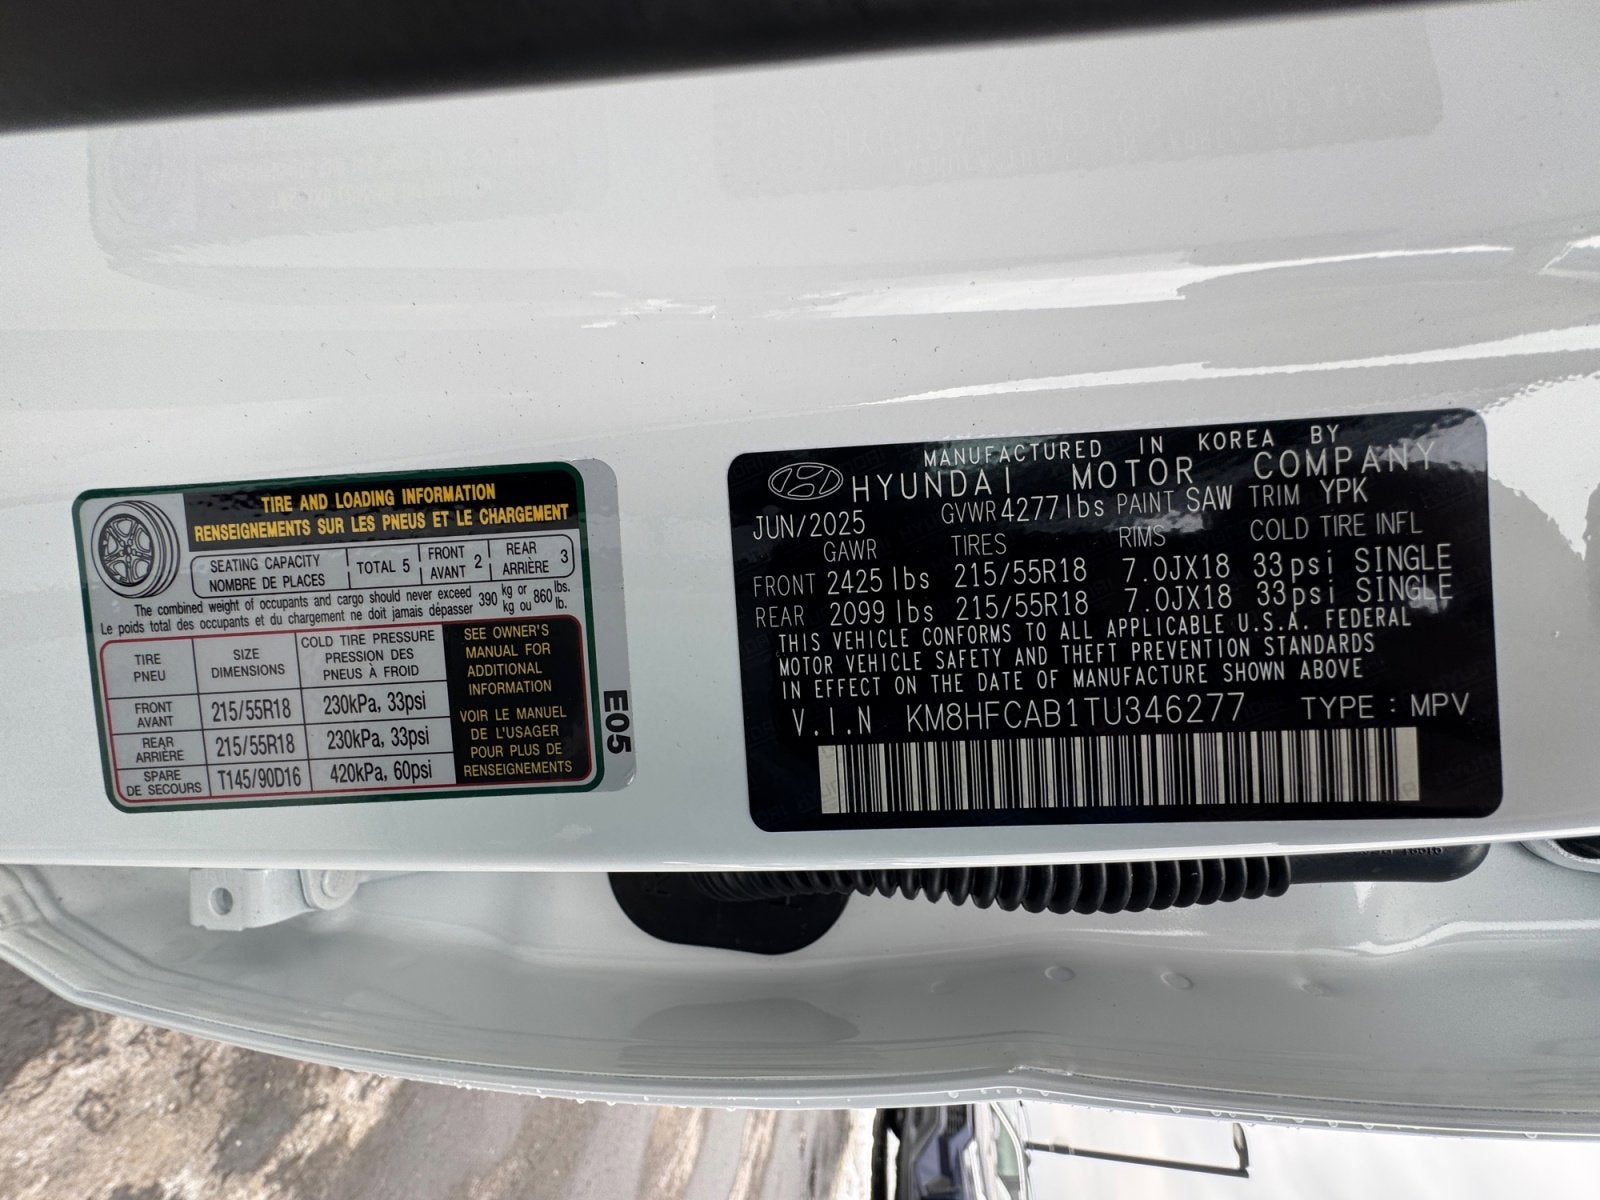 TIRE AND LOADING INFORMATION
RENSEIGNEMENTS SUR LES PNEUS ET LE CHARGEMENT
SEATING CAPACITY
NOMBRE DE PLACES
TOTAL 5
FRONT
AVANT 2
REAR
ARRIÈRE 3
The combined weight of occupants and cargo should never exceed 390 kg or 860 lbs.
Le poids total des occupants et du chargement ne doit jamais dépasser kg ou lb.
TIRE
PNEU
SIZE
DIMENSIONS
COLD TIRE PRESSURE
PRESSION DES
PNEUS À FROID
FRONT
AVANT
215/55R18
230kPa, 33psi
REAR
ARRIÈRE
215/55R18
230kPa, 33psi
SPARE
DE SECOURS
T145/90D16
420kPa, 60psi
SEE OWNER'S
MANUAL FOR
ADDITIONAL
INFORMATION
VOIR LE MANUEL
DE L'USAGER
POUR PLUS DE
RENSEIGNEMENTS
E05
MANUFACTURED IN KOREA BY
HYUNDAI MOTOR COMPANY
JUN/2025 GVWR 4277lbs PAINT SAW TRIM YPK
GAWR TIRES RIMS COLD TIRE INFL
FRONT 2425 lbs 215/55R18 7.0JX18 33psi SINGLE
REAR 2099 lbs 215/55R18 7.0JX18 33psi SINGLE
THIS VEHICLE CONFORMS TO ALL APPLICABLE U.S.A. FEDERAL
MOTOR VEHICLE SAFETY AND THEFT PREVENTION STANDARDS
IN EFFECT ON THE DATE OF MANUFACTURE SHOWN ABOVE
V.I.N KM8HFCAB1TU346277 TYPE : MPV